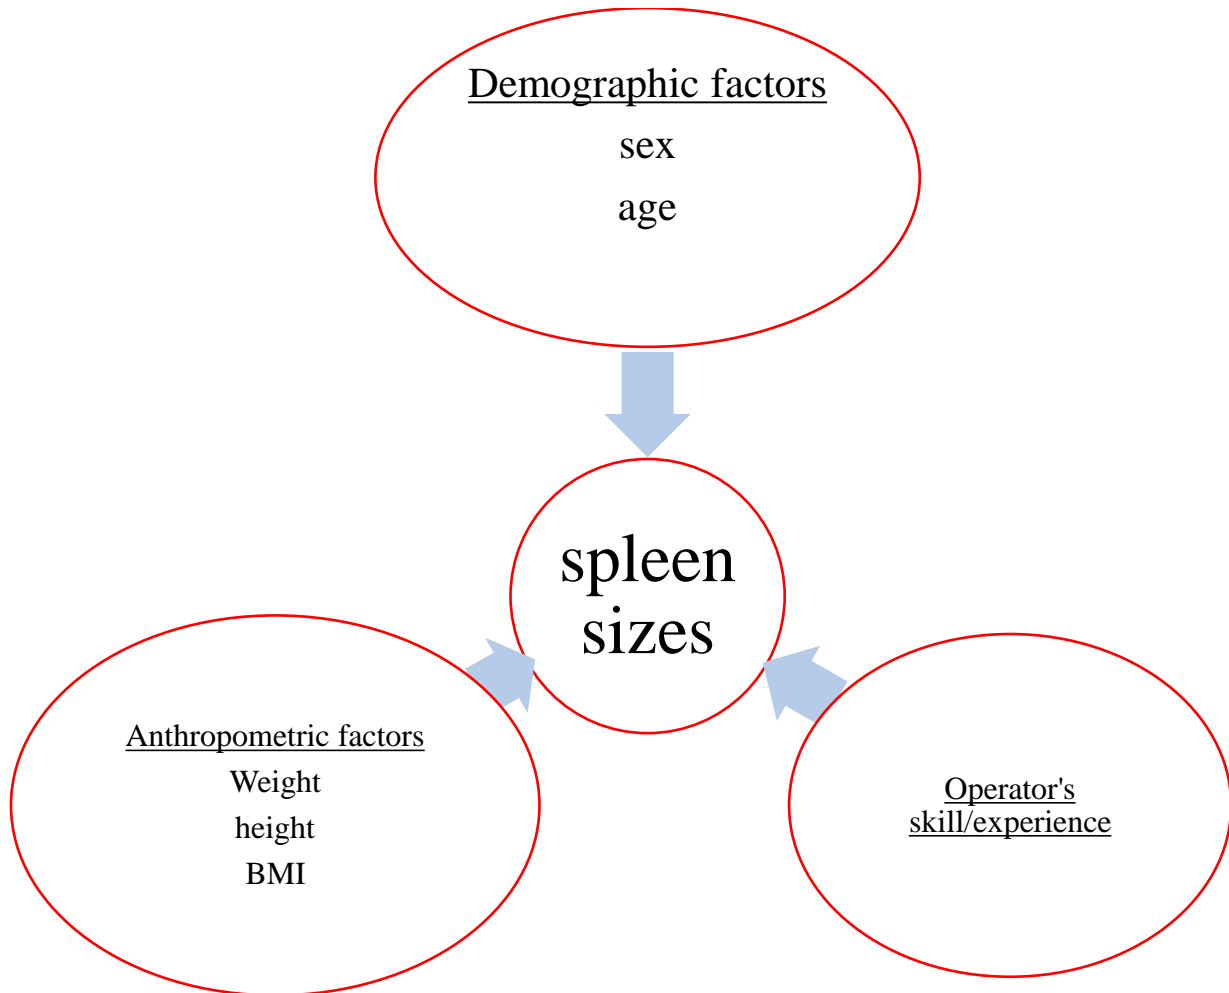 Demographic factors
sex
age
spleen
sizes
Anthropometric factors
Weight
height
BMI
Operator's
skill/experience